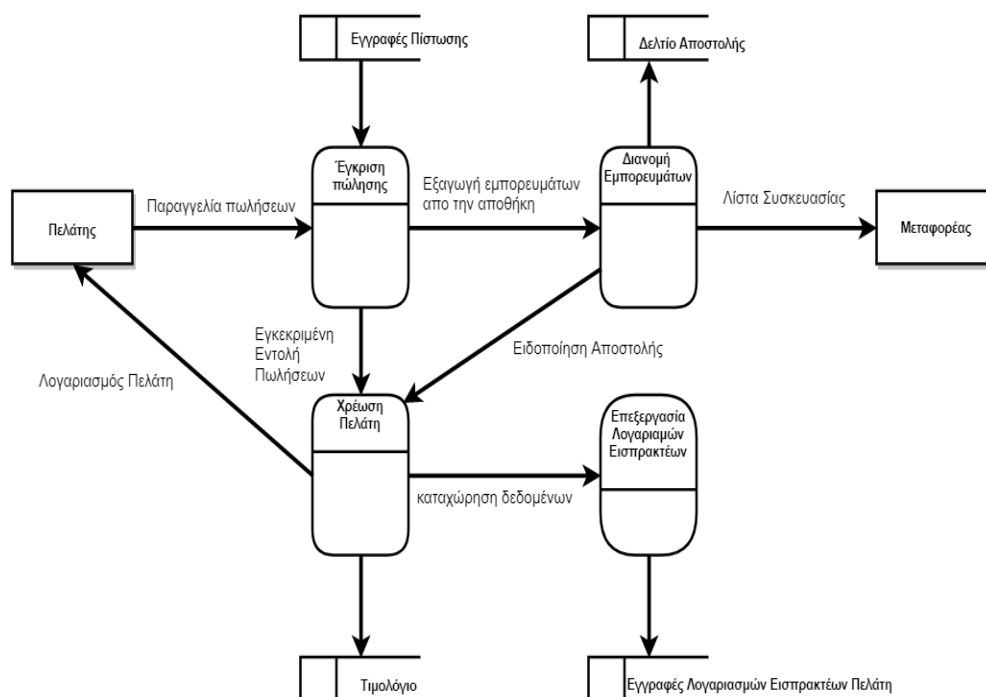 Εγγραφές Πίστωσης
Δελτίο Αποστολής
Έγκριση
πώλησης
Διανομή
Εμπορευμάτων
Εξαγωγή εμπορευμάτων
απο την αποθήκη
Λίστα Συσκευασίας
Παραγγελία πωλήσεων
Πελάτης
Μεταφορέας
Εγκεκριμένη
Εντολή
Πωλήσεων
Ειδοποίηση Αποστολής
Λογαριασμός Πελάτη
Χρέωση
Πελάτη
Επεξεργασία
Λογαριαμών
Εισπρακτέων
καταχώρηση δεδομένων
Τιμολόγιο
Εγγραφές Λογαριασμών Εισπρακτέων Πελάτη